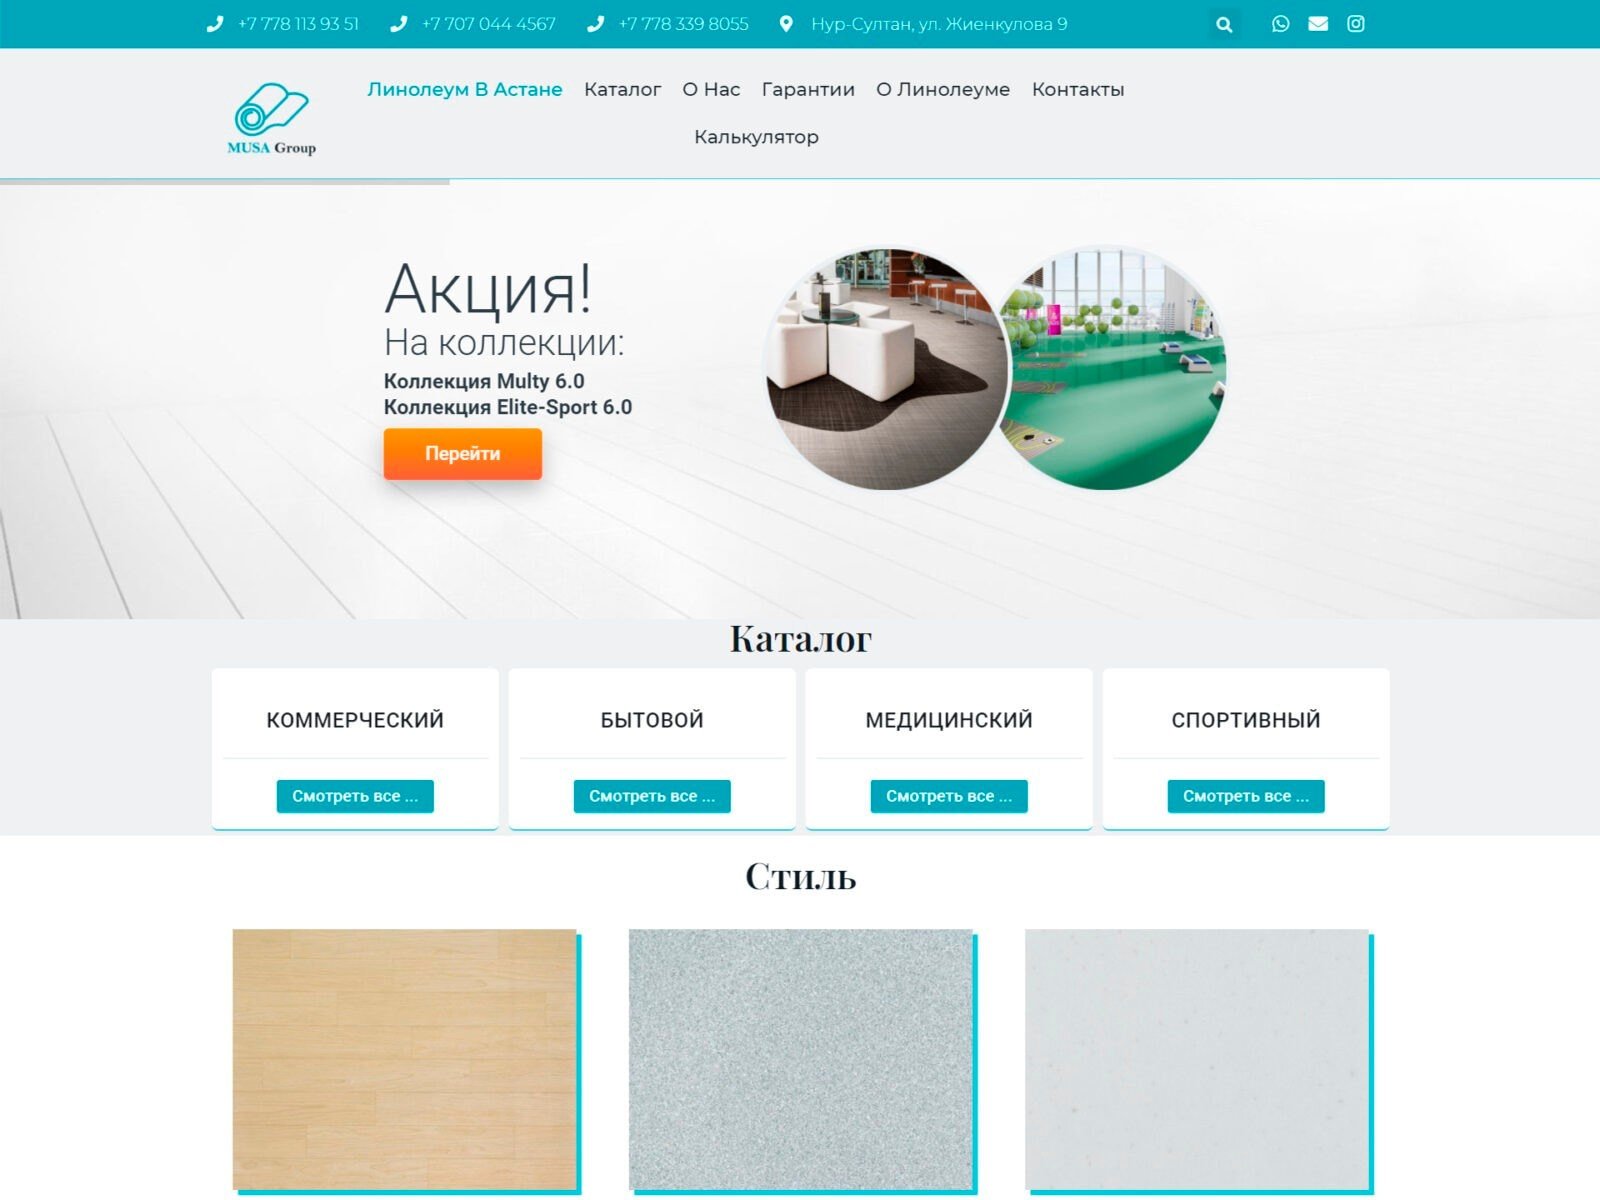 +7 778 113 93 51
+7 707 044 4567
+7 778 339 8055
Нур-Султан, ул. Жиенкулова 9
MUSA Group
Линолеум В Астане
Каталог
О Нас
Гарантии
О Линолеуме
Контакты
Калькулятор
Акция!
На коллекции:
Коллекция Multy 6.0
Коллекция Elite-Sport 6.0
Перейти
Каталог
КОММЕРЧЕСКИЙ
Смотреть все ...
БЫТОВОЙ
Смотреть все ...
МЕДИЦИНСКИЙ
Смотреть все ...
СПОРТИВНЫЙ
Смотреть все ...
Стиль